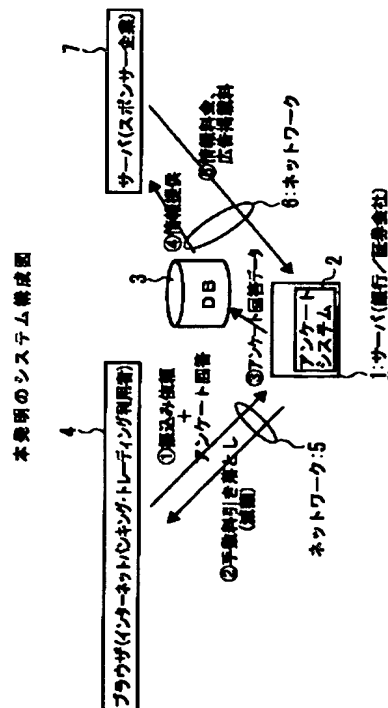 本発明のシステム構成図
4
ブラウザ(インターネットバンキング・トレーディング利用者)
7
サーバ(スポンサー企業)
①振込み依頼
+
アンケート回答
②手数料引き落とし
(減額)
③アンケート回答データ
3
DB
④情報提供
⑤情報料金、
広告掲載料
6:ネットワーク
ネットワーク:5
2
アンケート
システム
1:サーバ(銀行/証券会社)